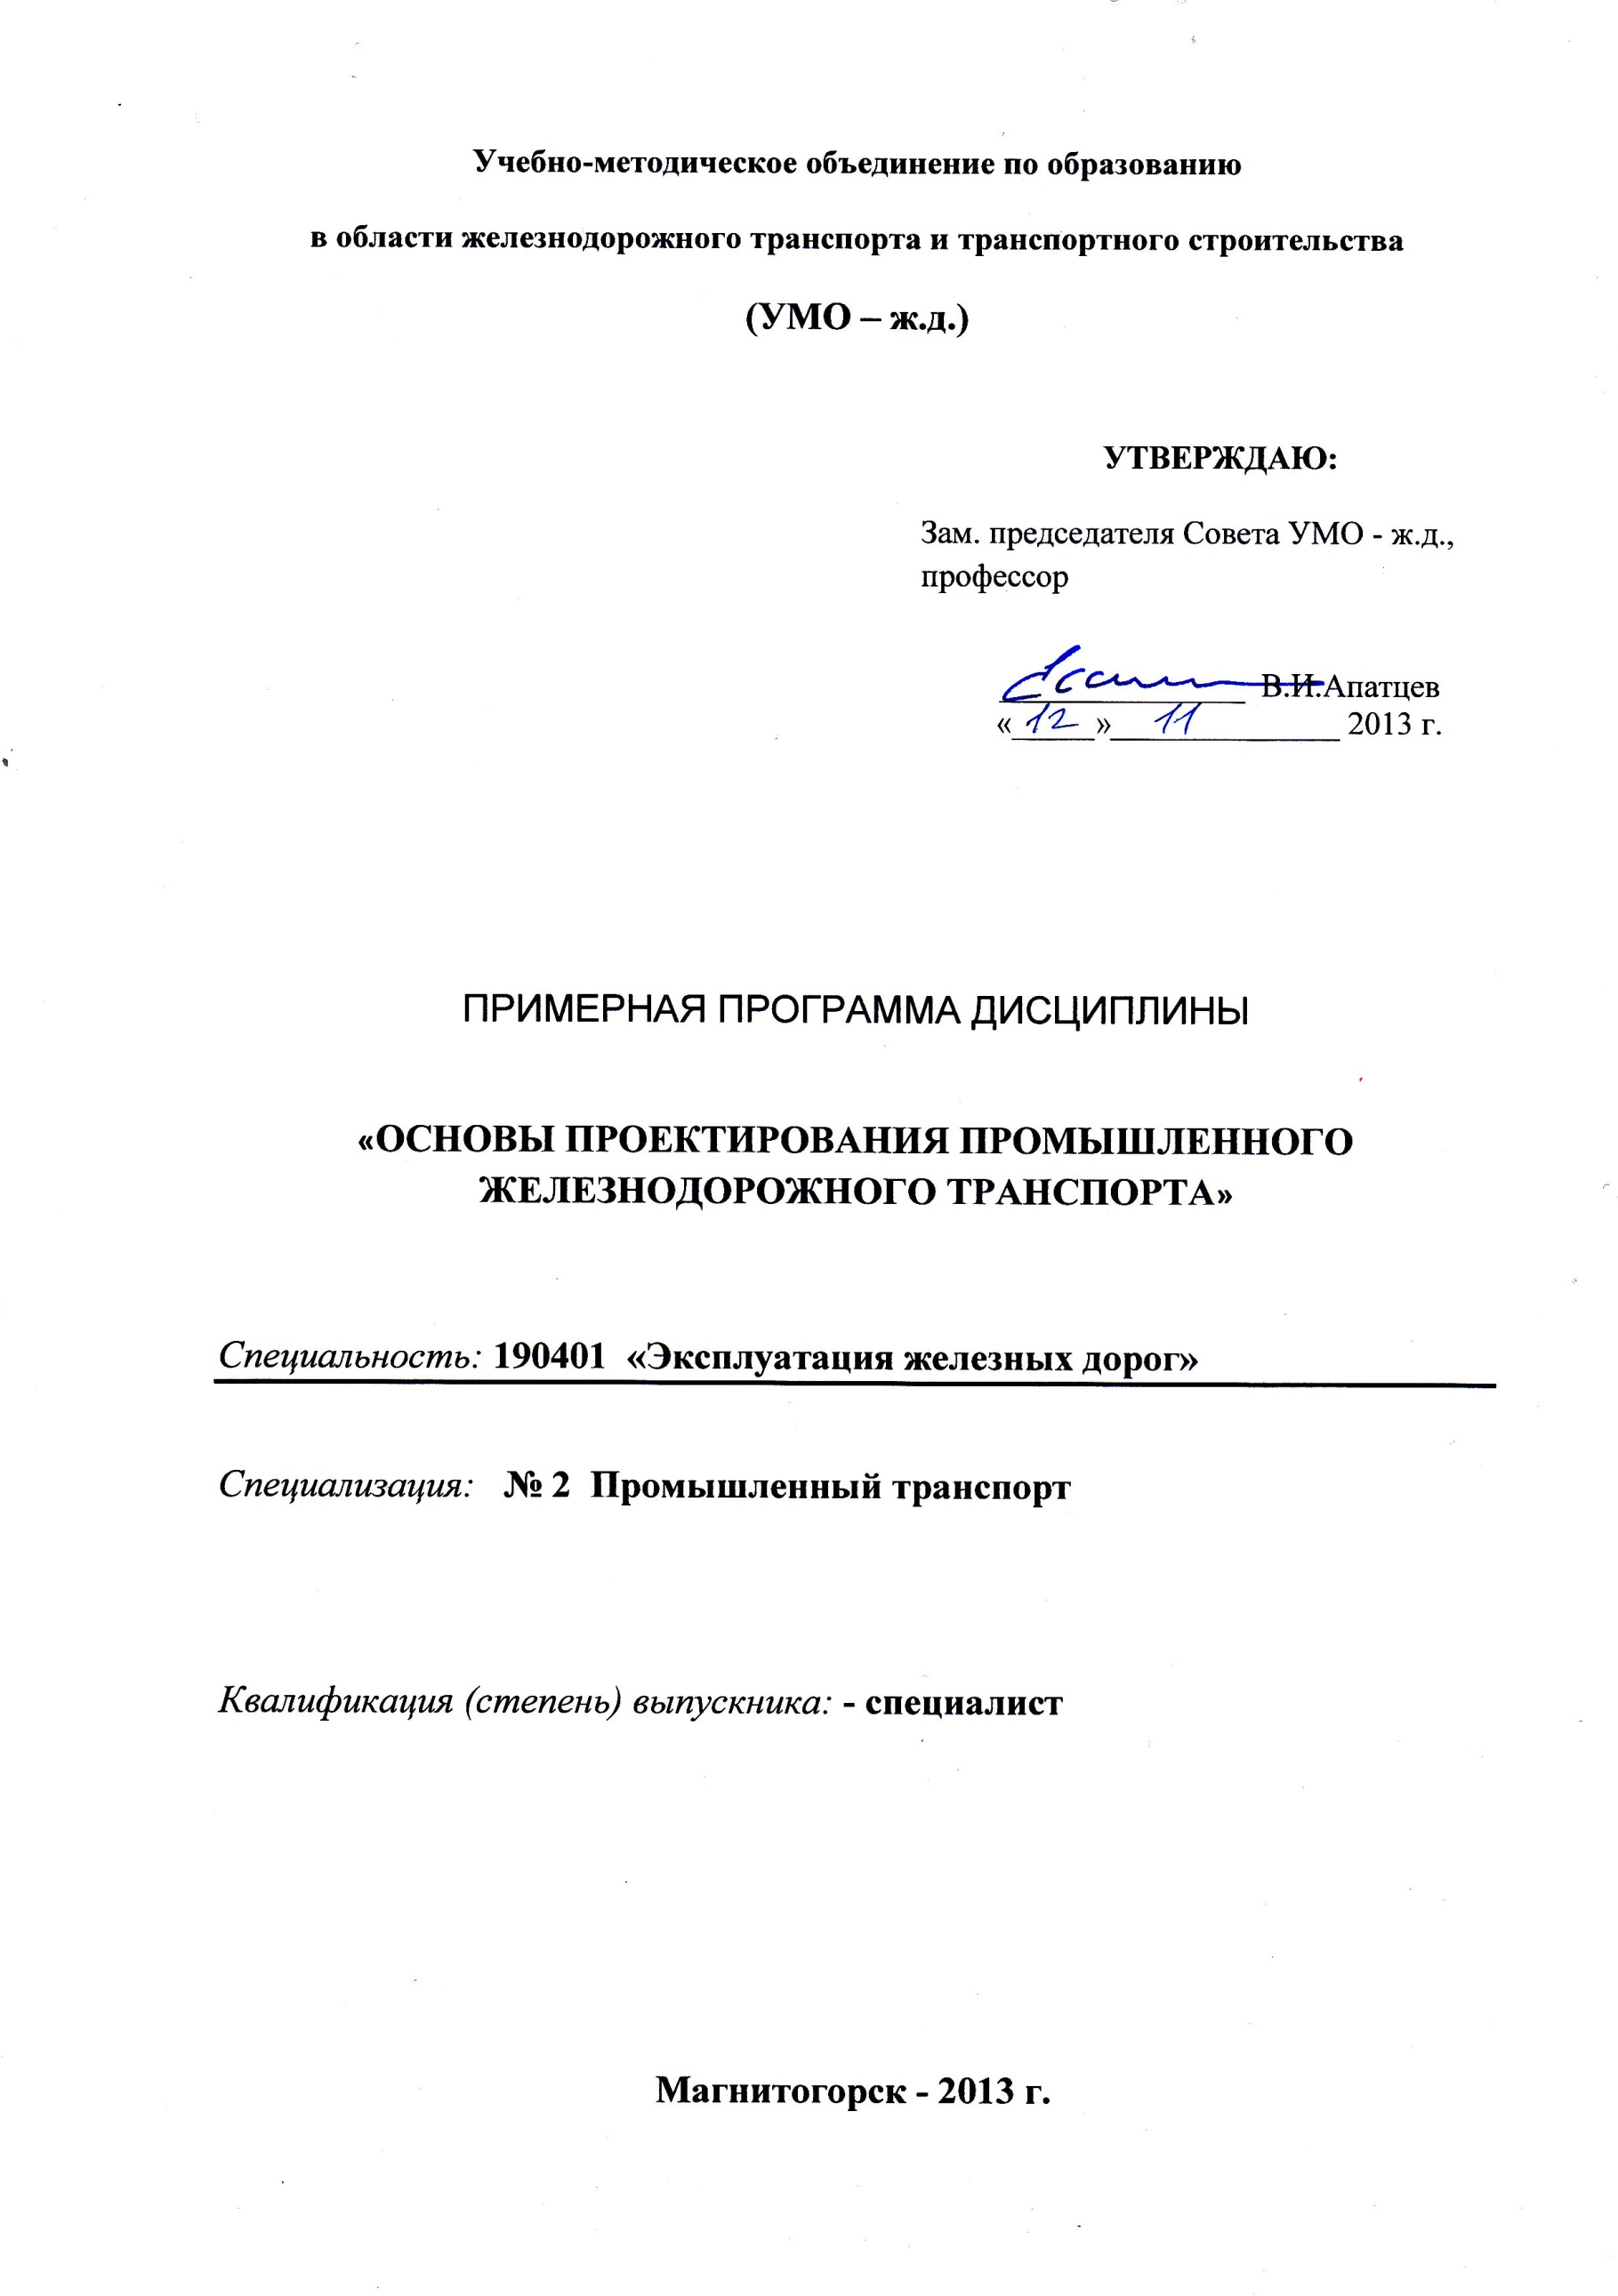 Учебно-методическое объединение по образованию
в области железнодорожного транспорта и транспортного строительства
(УМО – ж.д.)
УТВЕРЖДАЮ:
Зам. председателя Совета УМО - ж.д.,
профессор
В.И.Апатцев
«12» 11 2013 г.
ПРИМЕРНАЯ ПРОГРАММА ДИСЦИПЛИНЫ
«ОСНОВЫ ПРОЕКТИРОВАНИЯ ПРОМЫШЛЕННОГО
ЖЕЛЕЗНОДОРОЖНОГО ТРАНСПОРТА»
Специальность: 190401 «Эксплуатация железных дорог»
Специализация: № 2 Промышленный транспорт
Квалификация (степень) выпускника: - специалист
Магнитогорск - 2013 г.